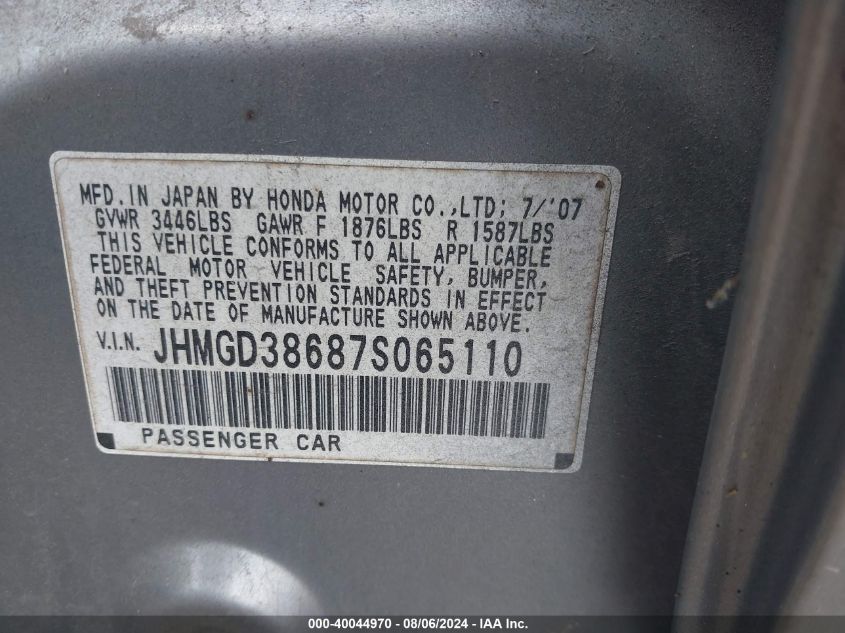 MFD.IN JAPAN BY HONDA MOTOR CO.,LTD; 7/'07
GVWR 3446LBS GAWR F 1876LBS R 1587LBS
THIS VEHICLE CONFORMS TO ALL APPLICABLE
FEDERAL MOTOR VEHICLE SAFETY, BUMPER,
AND THEFT PREVENTION STANDARDS IN EFFECT
ON THE DATE OF MANUFACTURE SHOWN ABOVE.
V.I.N. JHMGD38687S065110
PASSENGER CAR
000-40044970 - 08/06/2024 - IAA Inc.